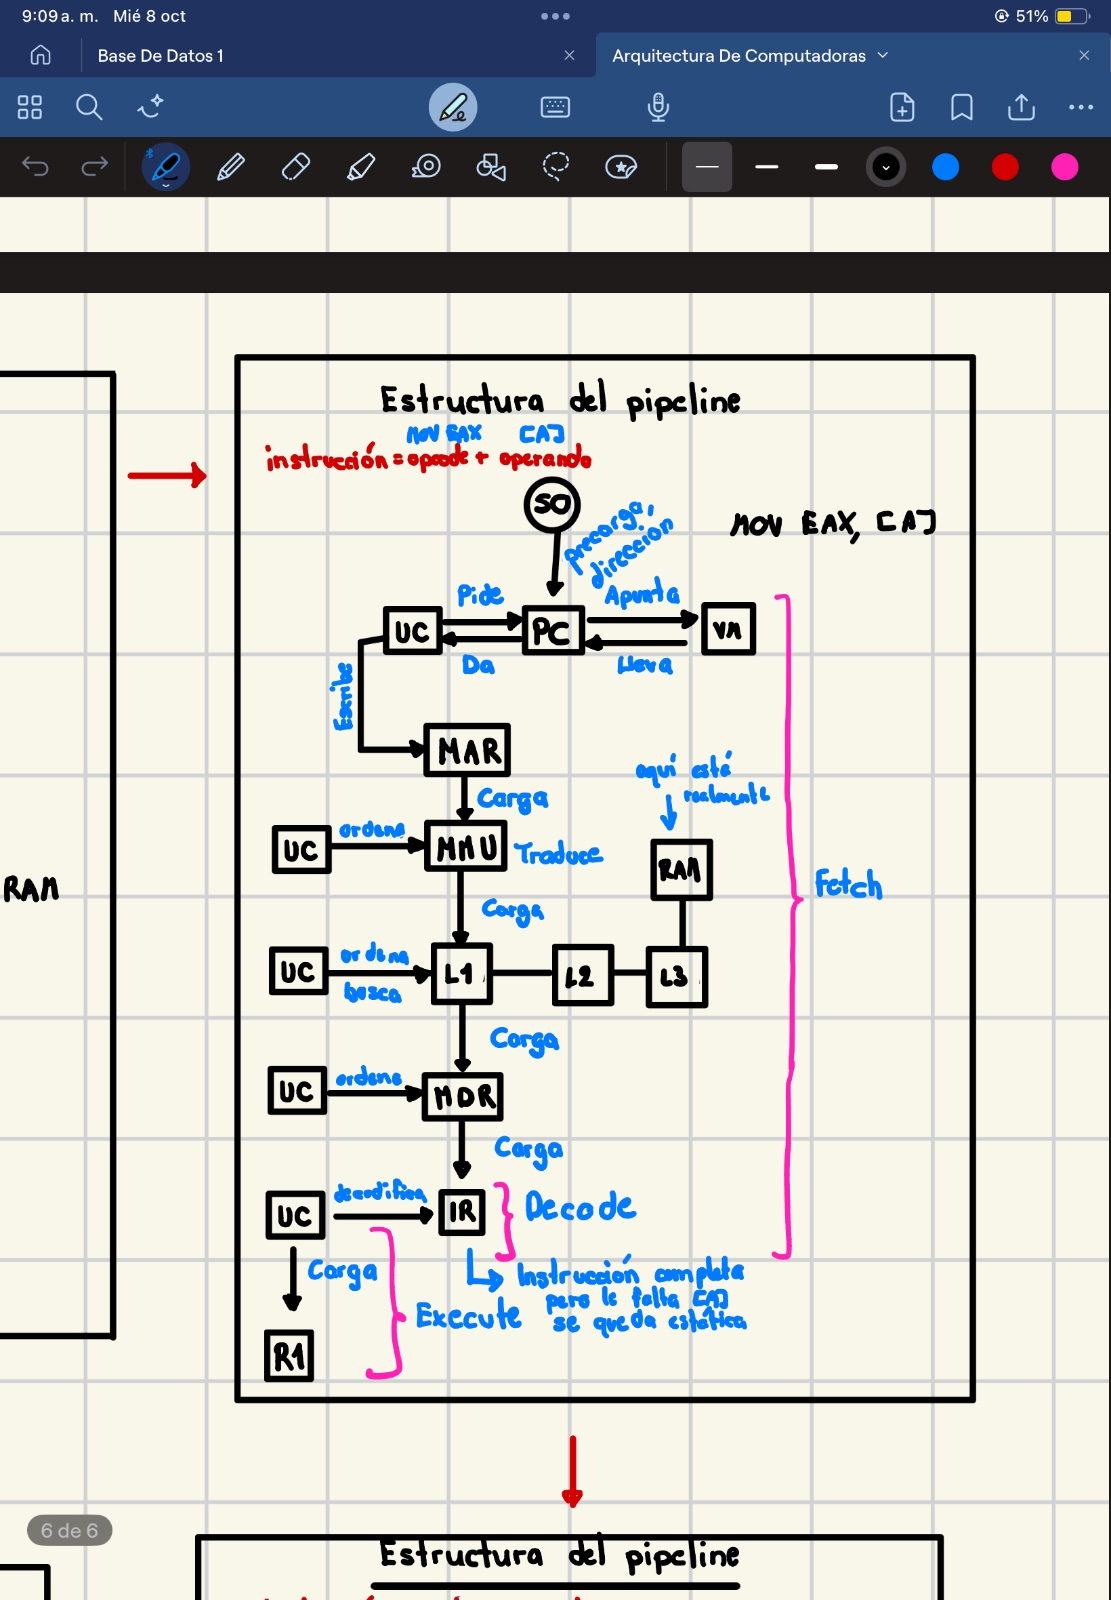 9:09 a. m. Mié 8 oct
51%
Base De Datos 1
Arquitectura De Computadoras
Estructura del pipeline
MOV EAX [A]
instrucción = opcode + operando
SO
precarga,
dirección
MOV EAX, [A]
Pide
Apunta
UC
PC
VM
Da
lleva
Escribe
MAR
aquí está
realmente
Carga
ordena
UC
MMU
Traduce
RAM
RAM
Fetch
Carga
ordena
busca
UC
L1
L2
L3
Carga
ordena
UC
MDR
Carga
decodifica
UC
IR
Decode
Carga
Instrucción completa
pero le falta [A]
se queda estática
Execute
R1
6 de 6
Estructura del pipeline